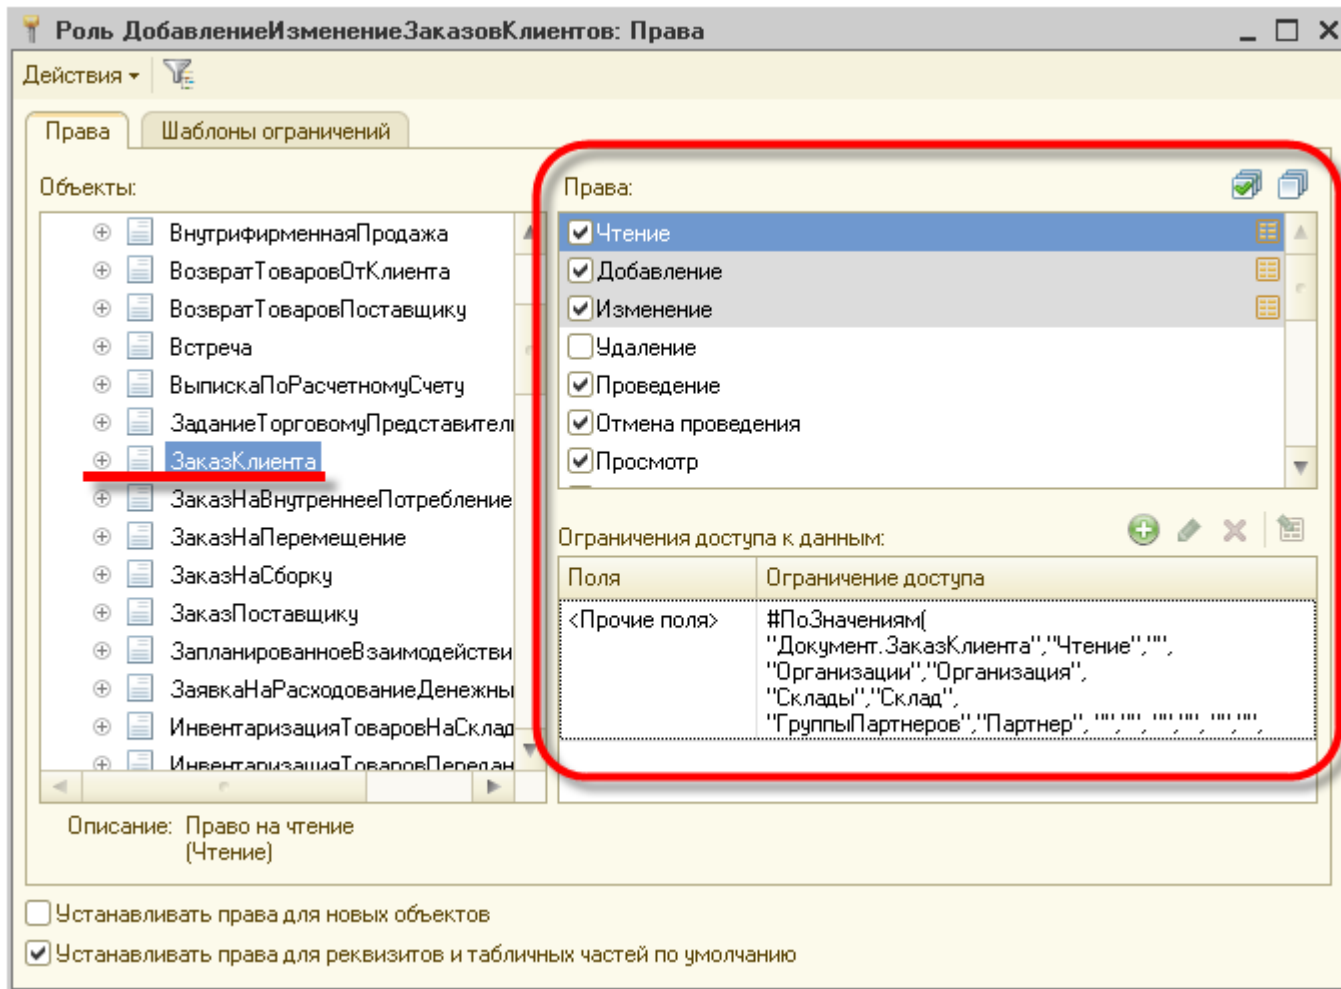 Роль ДобавлениеИзменениеЗаказовКлиентов: Права
Действия
Права
Шаблоны ограничений
Объекты:
ВнутрифирменнаяПродажа
ВозвратТоваровОтКлиента
ВозвратТоваровПоставщику
Встреча
ВыпискаПоРасчетномуСчету
ЗаданиеТорговомуПредставител
ЗаказКлиента
ЗаказНаВнутреннееПотребление
ЗаказНаПеремещение
ЗаказНаСборку
ЗаказПоставщику
ЗапланированноеВзаимодействи
ЗаявкаНаРасходованиеДенежны
ИнвентаризацияТоваровНаСклад
ИнвентаризацияТоваровПередан
Права:
Чтение
Добавление
Изменение
Удаление
Проведение
Отмена проведения
Просмотр
Ограничения доступа к данным:
Поля
Ограничение доступа
<Прочие поля>
#ПоЗначениям(
"Документ.ЗаказКлиента","Чтение","",
"Организации","Организация",
"Склады","Склад",
"ГруппыПартнеров","Партнер", "","", "","", "","",
Описание: Право на чтение
(Чтение)
Устанавливать права для новых объектов
Устанавливать права для реквизитов и табличных частей по умолчанию